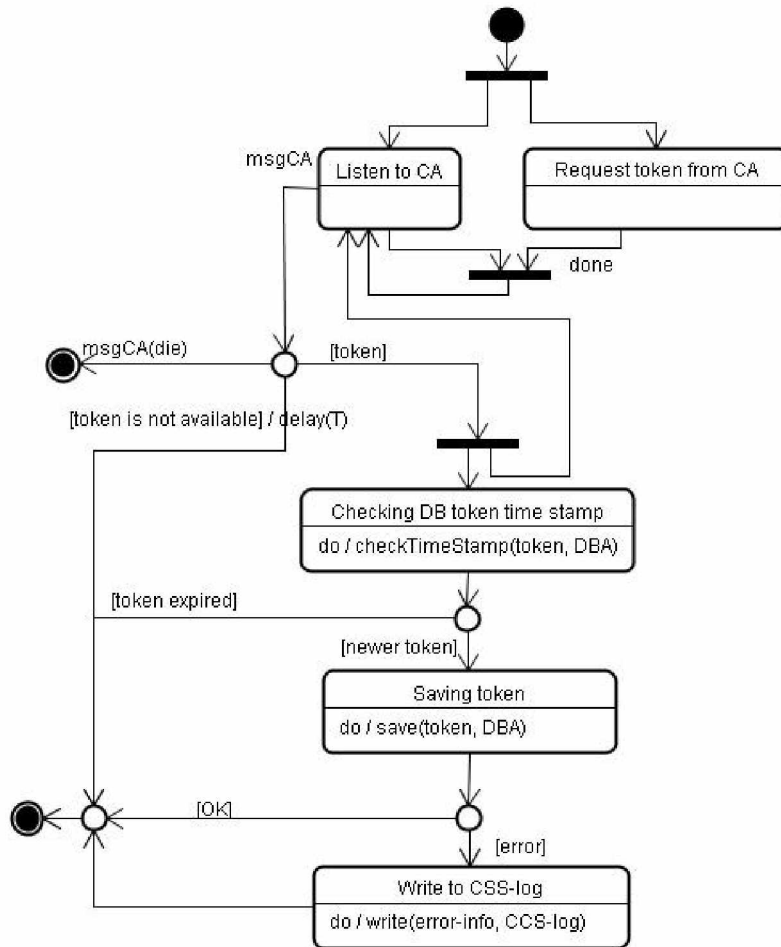 msgCA
Listen to CA
Request token from CA
done
msgCA(die)
[token]
[token is not available] / delay(T)
Checking DB token time stamp
do / checkTimeStamp(token, DBA)
[token expired]
[newer token]
Saving token
do / save(token, DBA)
[OK]
[error]
Write to CSS-log
do / write(error-info, CCS-log)